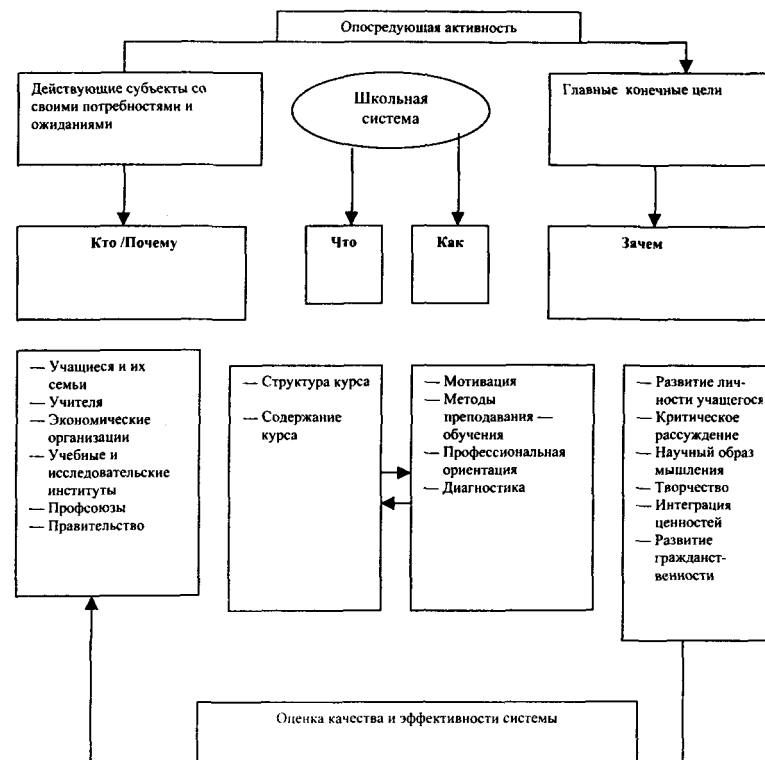 Опосредующая активность
Действующие субъекты со
своими потребностями и
ожиданиями
Школьная
система
Главные конечные цели
Кто /Почему
Что
Как
Зачем
— Учащиеся и их
семьи
— Учителя
— Экономические
организации
— Учебные и
исследовательские
институты
— Профсоюзы
— Правительство
— Структура курса
— Содержание
курса
— Мотивация
— Методы
преподавания —
обучения
— Профессиональная
ориентация
— Диагностика
— Развитие лич-
ности учащегося
— Критическое
рассуждение
— Научный образ
мышления
— Творчество
— Интеграция
ценностей
— Развитие
гражданст-
венности
Оценка качества и эффективности системы